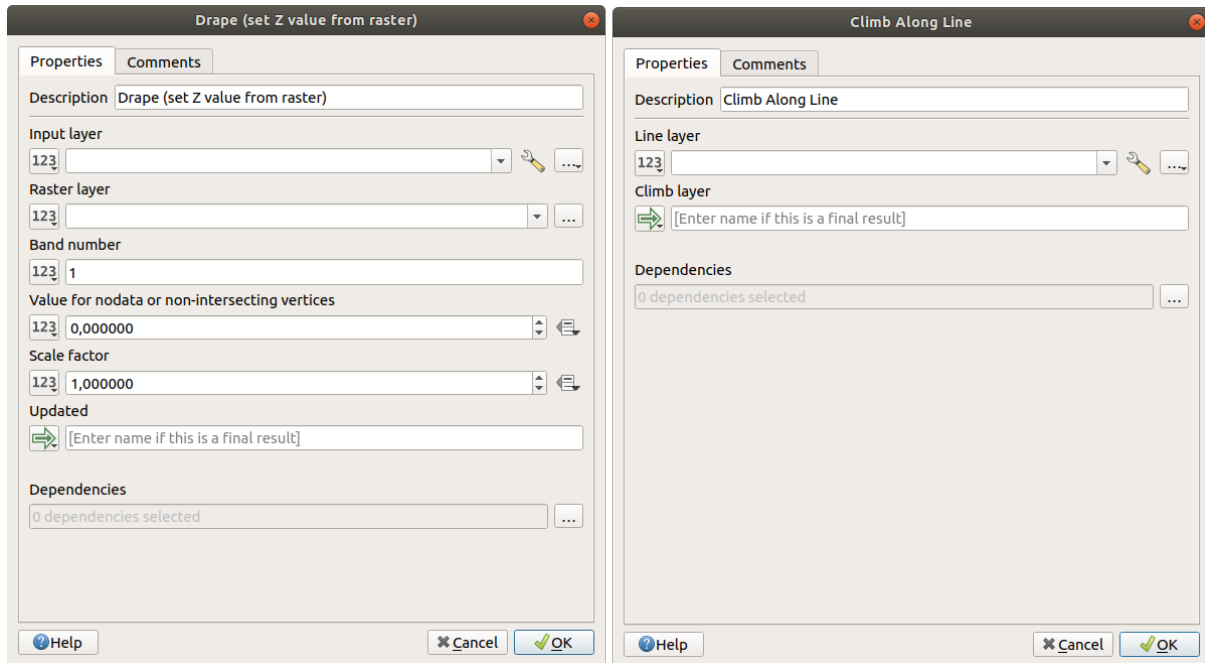 Drape (set Z value from raster)
Properties
Comments
Description Drape (set Z value from raster)
Input layer
123
...
Raster layer
123
...
Band number
123 1
Value for nodata or non-intersecting vertices
123 0,000000
Scale factor
123 1,000000
Updated
[Enter name if this is a final result]
Dependencies
0 dependencies selected
...
Help
Cancel
OK
Climb Along Line
Properties
Comments
Description Climb Along Line
Line layer
123
...
Climb layer
[Enter name if this is a final result]
Dependencies
0 dependencies selected
...
Help
Cancel
OK